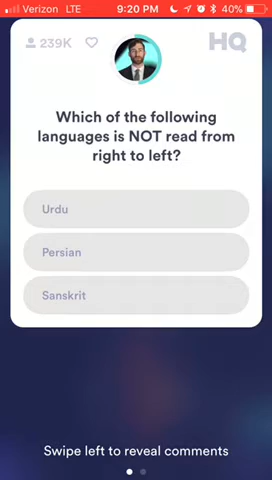 Verizon LTE 9:20 PM 40%
239K HQ
Which of the following
languages is NOT read from
right to left?
Urdu
Persian
Sanskrit
Swipe left to reveal comments